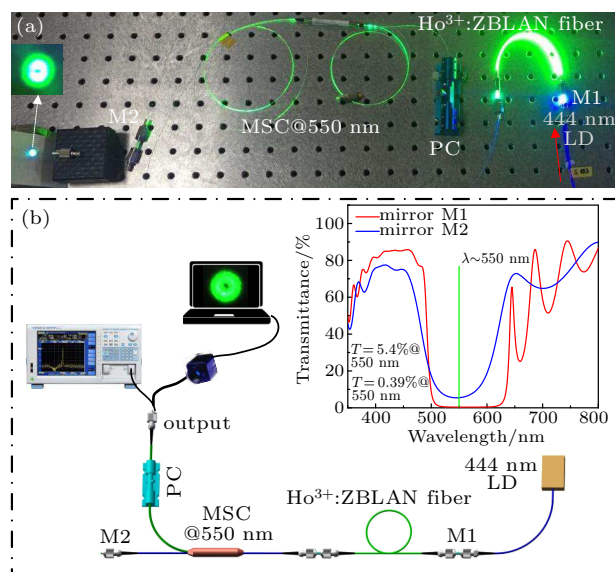 (a)
Ho3+:ZBLAN fiber
M2
MSC@550 nm
PC
M1
444 nm
LD
(b)
mirror M1
mirror M2
λ~550 nm
T=5.4%@
550 nm
T=0.39%@
550 nm
Transmittance/%
100
80
60
40
20
0
400 500 600 700 800
Wavelength/nm
output
PC
MSC
@550 nm
M2
Ho3+:ZBLAN fiber
M1
444 nm
LD